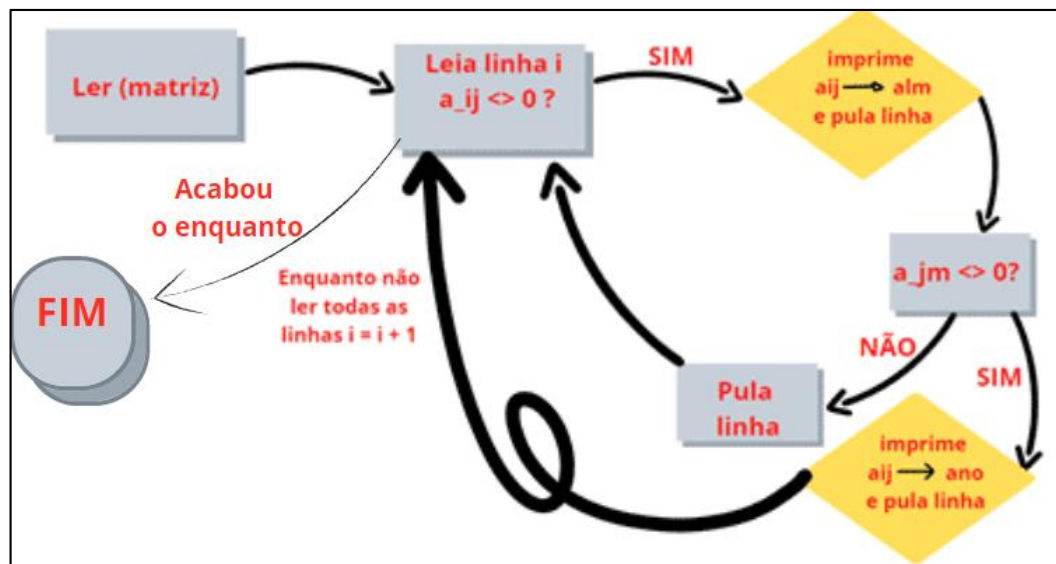 Ler (matriz)
Leia linha i
a_ij <> 0 ?
SIM
imprime
aij → alm
e pula linha
a_jm <> 0?
NÃO
SIM
Pula
linha
imprime
aij → ano
e pula linha
Enquanto não
ler todas as
linhas i = i + 1
Acabou
o enquanto
FIM